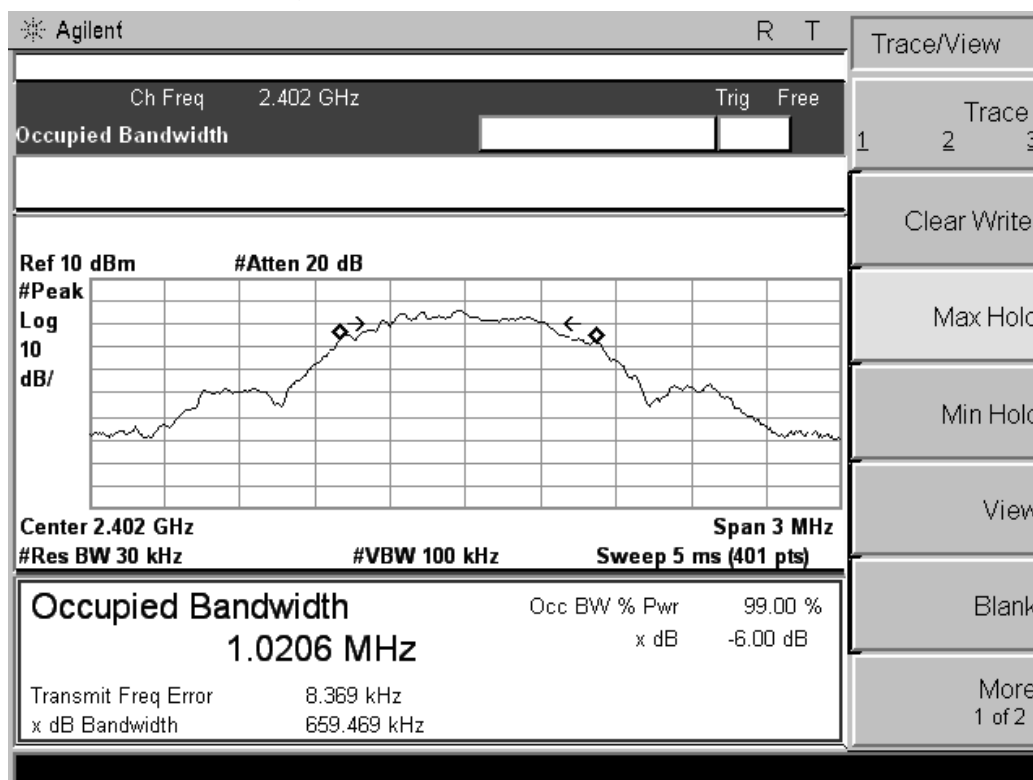 Agilent R T
Ch Freq 2.402 GHz Trig Free
Occupied Bandwidth
Ref 10 dBm #Atten 20 dB
#Peak
Log
10
dB/
Center 2.402 GHz Span 3 MHz
#Res BW 30 kHz #VBW 100 kHz Sweep 5 ms (401 pts)
Occupied Bandwidth
1.0206 MHz
Occ BW % Pwr 99.00 %
x dB -6.00 dB
Transmit Freq Error 8.369 kHz
x dB Bandwidth 659.469 kHz
Trace/View
Trace
1 2 3
Clear Write
Max Hold
Min Hold
View
Blank
More
1 of 2